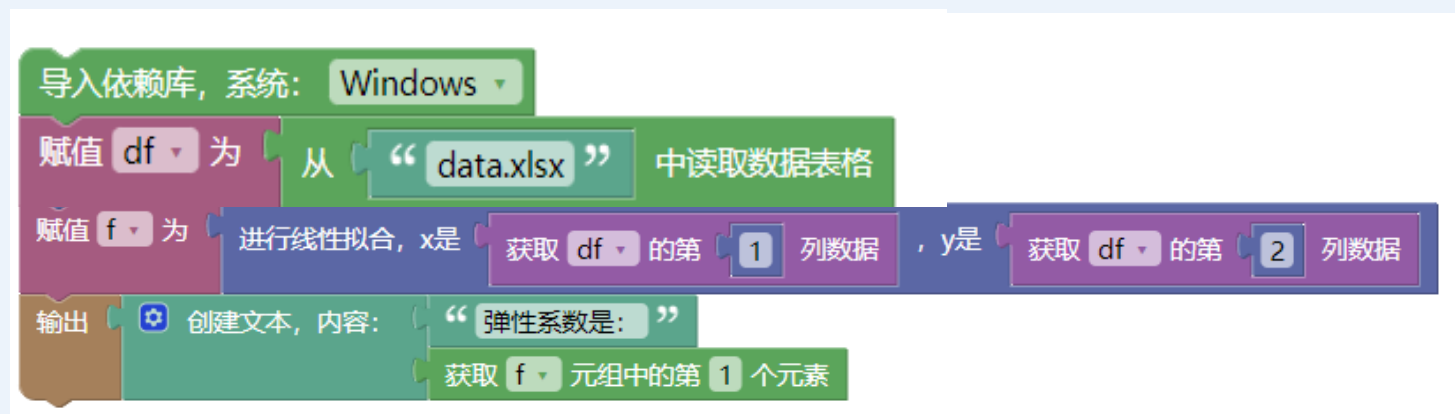 导入依赖库，系统： Windows
赋值 df 为 从 “ data.xlsx ” 中读取数据表格
赋值 f 为 进行线性拟合，x是 获取 df 的第 1 列数据 ，y是 获取 df 的第 2 列数据
输出 创建文本，内容： “ 弹性系数是： ”
获取 f 元组中的第 1 个元素